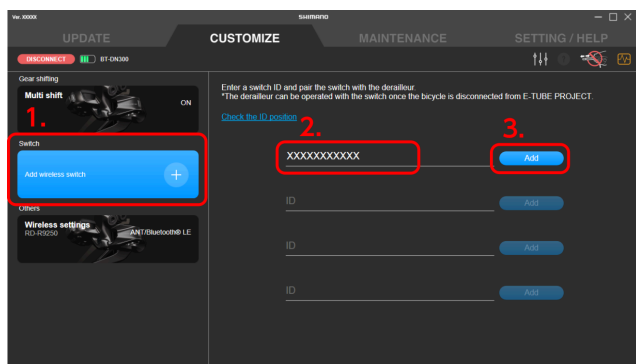 Ver. XXXXX
SHIMANO
UPDATE
CUSTOMIZE
MAINTENANCE
SETTING / HELP
DISCONNECT
BT-DN300
Gear shifting
Multi shift
ON
1.
Switch
Add wireless switch
Others
Wireless settings
RD-R9250
ANT/Bluetooth® LE
Enter a switch ID and pair the switch with the derailleur.
*The derailleur can be operated with the switch once the bicycle is disconnected from E-TUBE PROJECT.
Check the ID position
2.
3.
XXXXXXXXXXX
Add
ID
Add
ID
Add
ID
Add